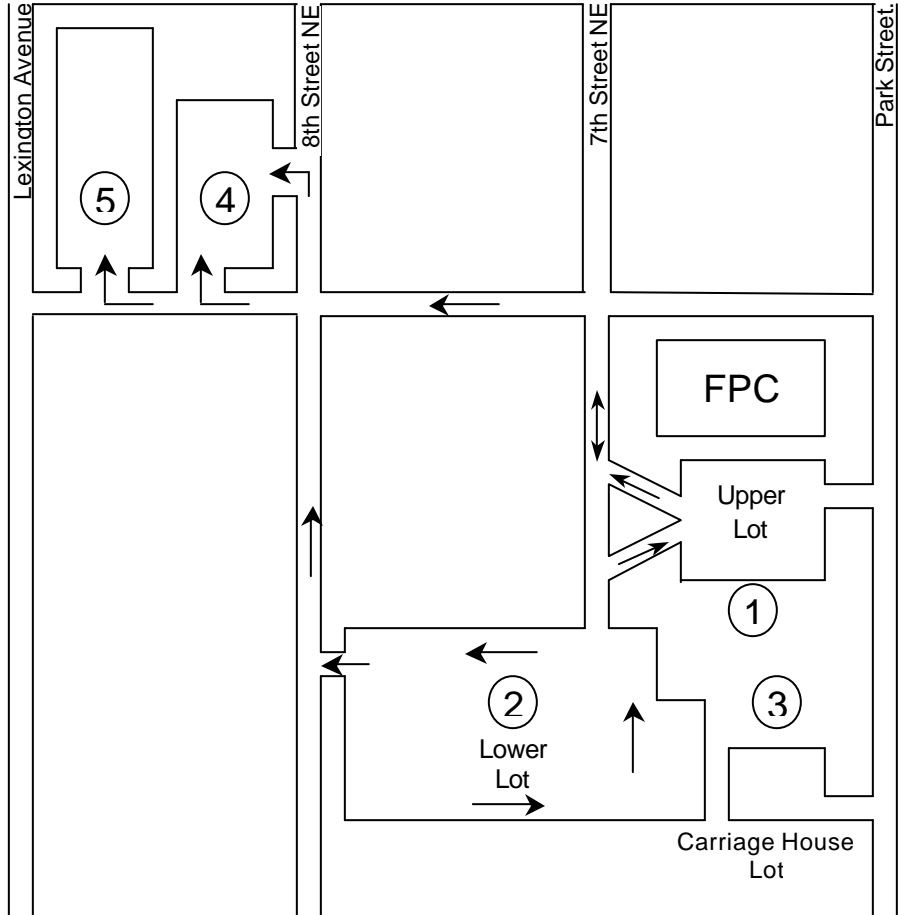 Lexington Avenue
8th Street NE
7th Street NE
Park Street.
5
4
FPC
Upper
Lot
1
2
Lower
Lot
3
Carriage House
Lot